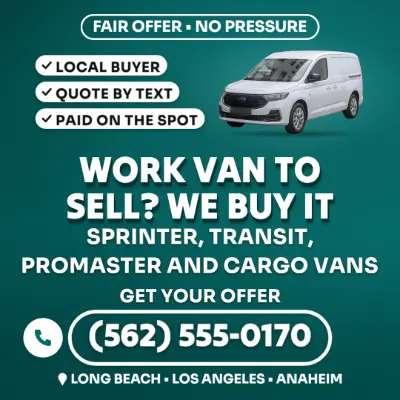 FAIR OFFER • NO PRESSURE
✓ LOCAL BUYER
✓ QUOTE BY TEXT
✓ PAID ON THE SPOT
WORK VAN TO
SELL? WE BUY IT
SPRINTER, TRANSIT,
PROMASTER AND CARGO VANS
GET YOUR OFFER
(562) 555-0170
LONG BEACH • LOS ANGELES • ANAHEIM